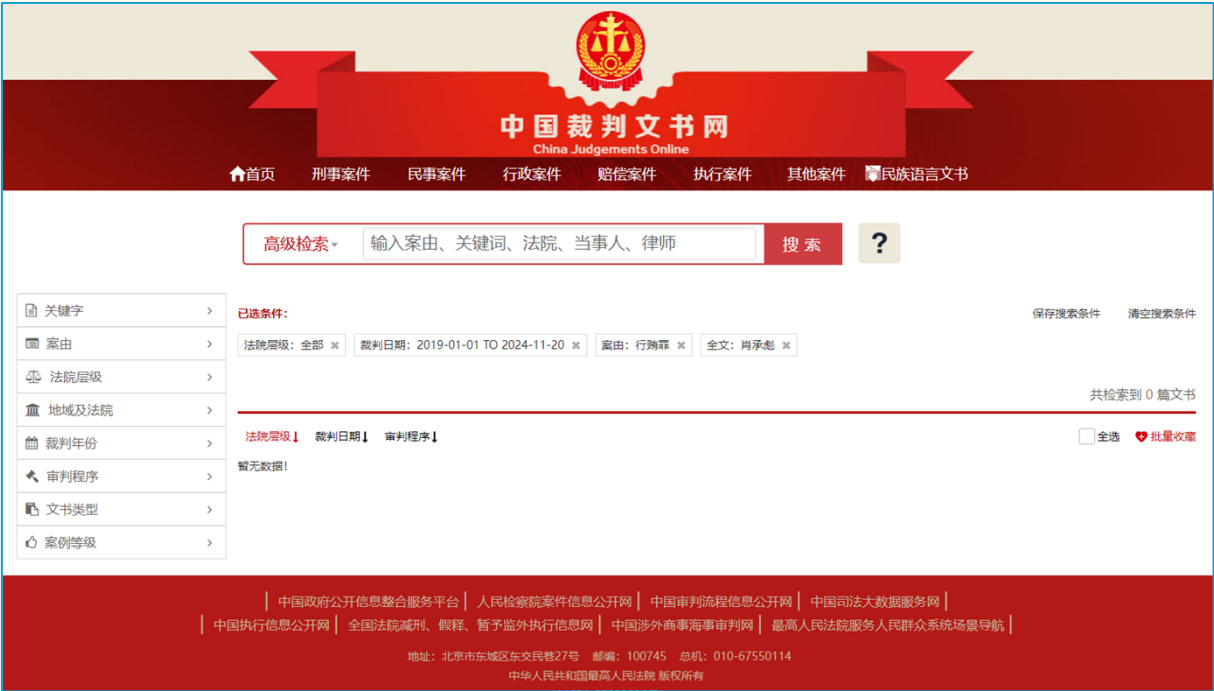 中国裁判文书网
China Judgements Online
首页 刑事案件 民事案件 行政案件 赔偿案件 执行案件 其他案件 民族语言文书
高级检索 输入案由、关键词、法院、当事人、律师 搜索 ?
关键字
案由
法院层级
地域及法院
裁判年份
审判程序
文书类型
案例等级
已选条件: 保存搜索条件 清空搜索条件
法院层级: 全部 × 裁判日期: 2019-01-01 TO 2024-11-20 × 案由: 行贿罪 × 全文: 肖承彪 ×
共检索到 0 篇文书
法院层级 裁判日期 审判程序 全选 批量收藏
暂无数据!
中国政府公开信息整合服务平台 | 人民检察院案件信息公开网 | 中国审判流程信息公开网 | 中国司法大数据服务网 |
中国执行信息公开网 | 全国法院减刑、假释、暂予监外执行信息网 | 中国涉外商事海事审判网 | 最高人民法院服务人民群众系统场景导航 |
地址: 北京市东城区东交民巷27号 邮编: 100745 总机: 010-67550114
中华人民共和国最高人民法院 版权所有